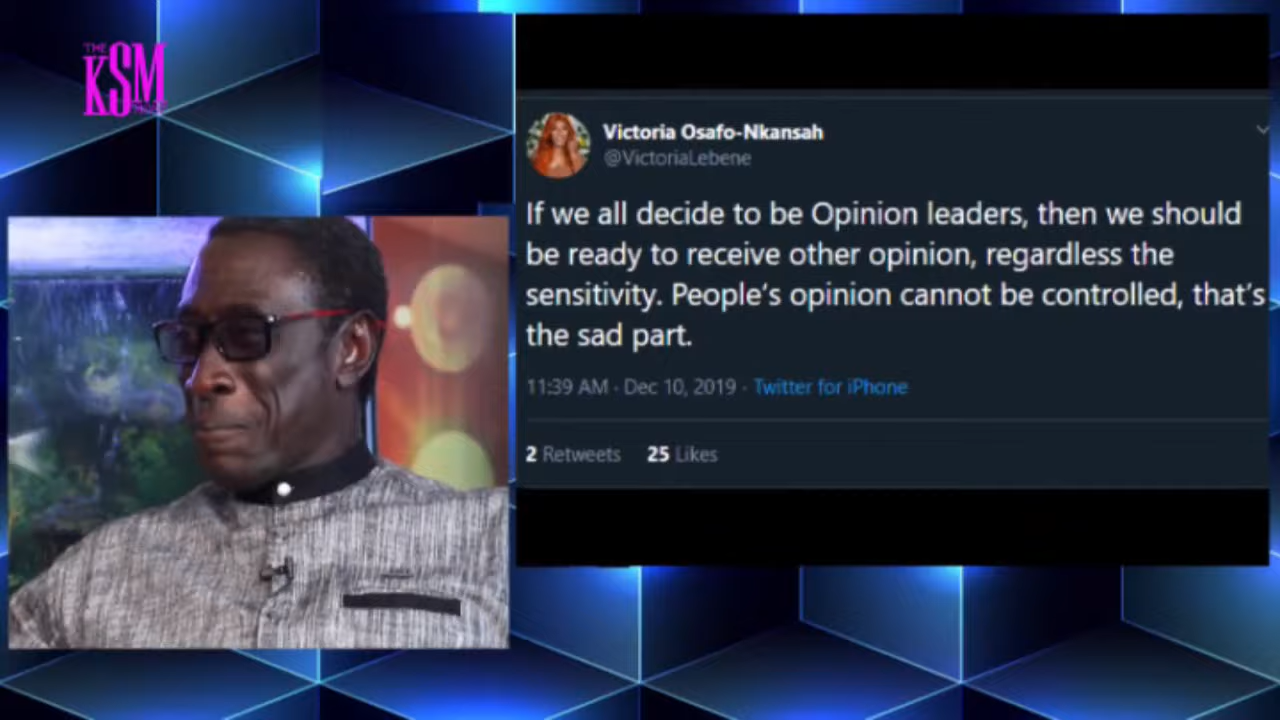 THE
KSM
Victoria Osafo-Nkansah
@VictoriaLebene
If we all decide to be Opinion leaders, then we should
be ready to receive other opinion, regardless the
sensitivity. People's opinion cannot be controlled, that's
the sad part.
11:39 AM · Dec 10, 2019 · Twitter for iPhone
2 Retweets 25 Likes